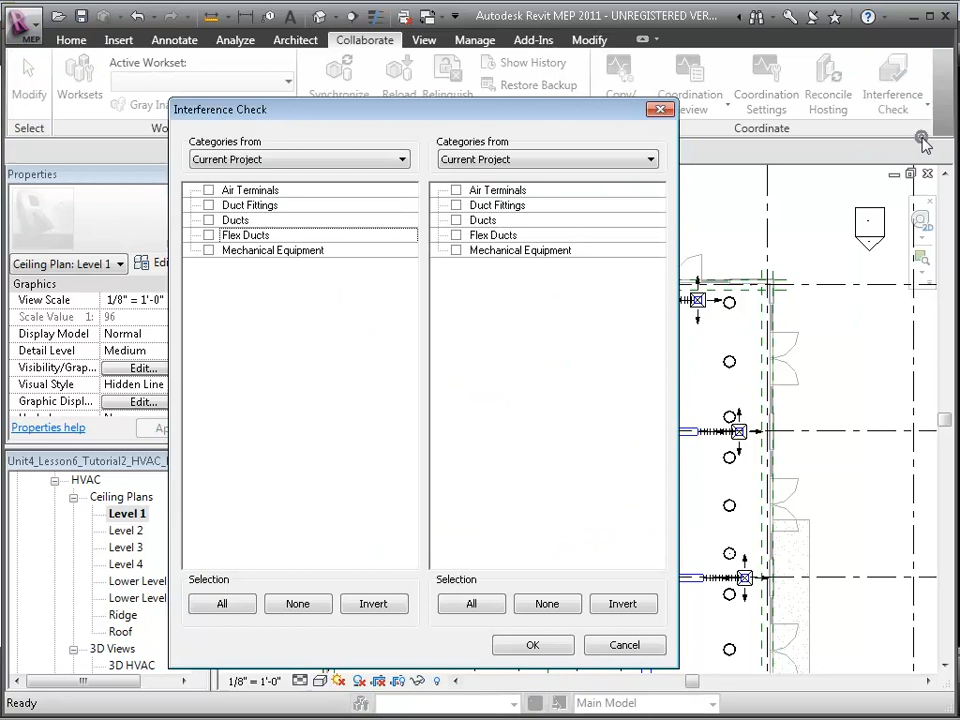 Autodesk Revit MEP 2011 - UNREGISTERED VER...
MEP
Home Insert Annotate Analyze Architect Collaborate View Manage Add-Ins Modify
Modify
Worksets
Active Workset:
Synchronize
Reload
Relinquish
Show History
Restore Backup
Copy/
Coordination
Coordination
Settings
Reconcile
Hosting
Interference
Check
Select
Coordinate
Interference Check
Categories from
Current Project
Air Terminals
Duct Fittings
Ducts
Flex Ducts
Mechanical Equipment
Selection
All None Invert
Categories from
Current Project
Air Terminals
Duct Fittings
Ducts
Flex Ducts
Mechanical Equipment
Selection
All None Invert
OK Cancel
Properties
Ceiling Plan: Level 1
Graphics
View Scale 1/8" = 1'-0"
Scale Value 1: 96
Display Model Normal
Detail Level Medium
Visibility/Grap... Edit...
Visual Style Hidden Line
Graphic Displ... Edit...
Properties help
Unit4_Lesson6_Tutorial2_HVAC_
HVAC
Ceiling Plans
Level 1
Level 2
Level 3
Level 4
Lower Level
Lower Level
Ridge
Roof
3D Views
3D HVAC
2D
1/8" = 1'-0"
Ready
Main Model